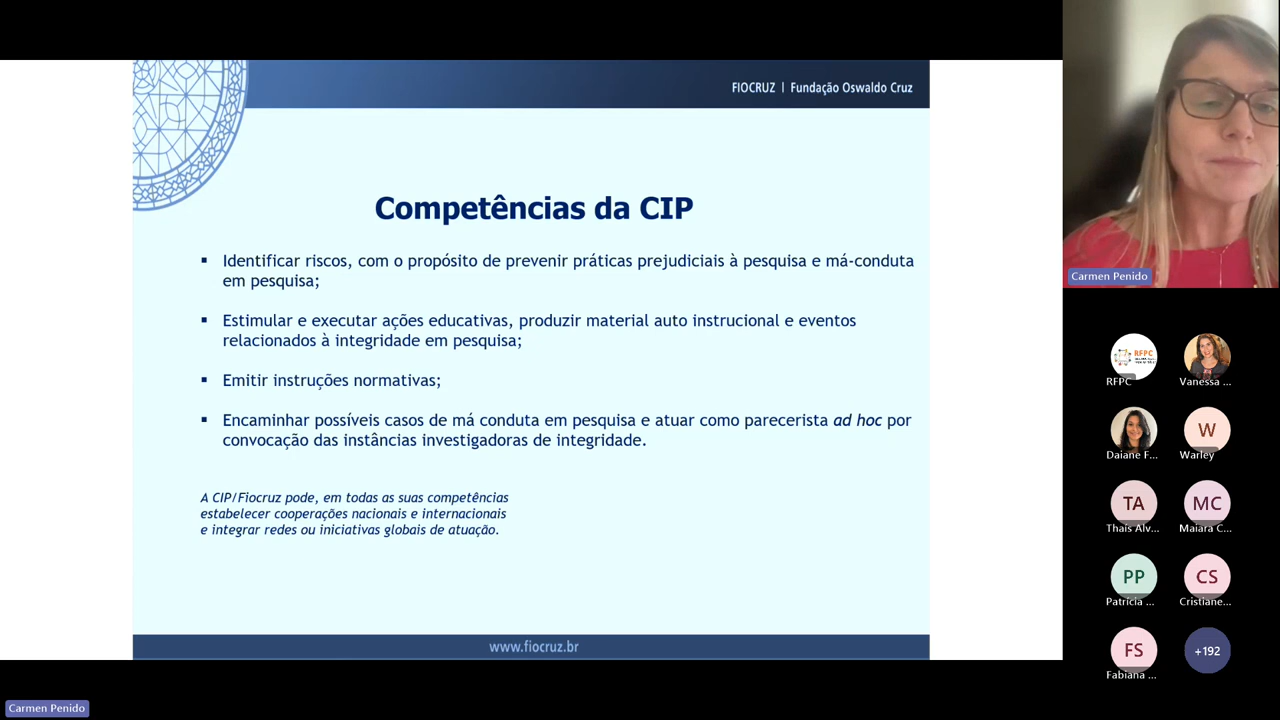 FIOCRUZ | Fundação Oswaldo Cruz
Competências da CIP
▪ Identificar riscos, com o propósito de prevenir práticas prejudiciais à pesquisa e má-conduta
em pesquisa;
▪ Estimular e executar ações educativas, produzir material auto instrucional e eventos
relacionados à integridade em pesquisa;
▪ Emitir instruções normativas;
▪ Encaminhar possíveis casos de má conduta em pesquisa e atuar como parecerista ad hoc por
convocação das instâncias investigadoras de integridade.
A CIP/Fiocruz pode, em todas as suas competências
estabelecer cooperações nacionais e internacionais
e integrar redes ou iniciativas globais de atuação.
www.fiocruz.br
Carmen Penido
Carmen Penido
RFPC
RFPC
Vanessa ...
Daiane F...
W
Warley
TA
Thaís Alv...
MC
Maiara C...
PP
Patrícia ...
CS
Cristiane...
FS
Fabiana ...
+192